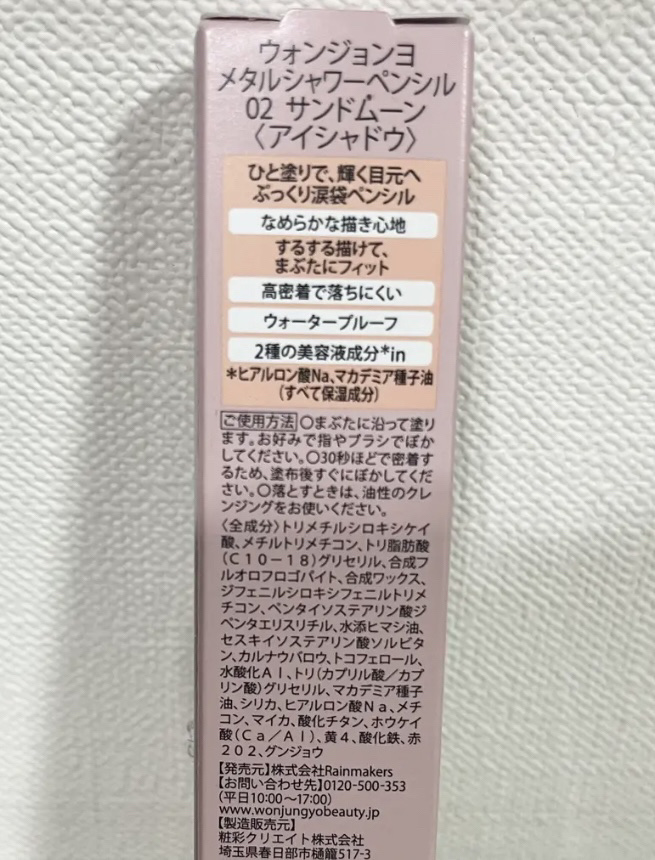 ウォンジョンヨ
メタルシャワーペンシル
02 サンドムーン
〈アイシャドウ〉
ひと塗りで、輝く目元へ
ぷっくり涙袋ペンシル
なめらかな描き心地
するする描けて、
まぶたにフィット
高密着で落ちにくい
ウォータープルーフ
2種の美容液成分*in
*ヒアルロン酸Na、マカデミア種子油
(すべて保湿成分)
ご使用方法 〇まぶたに沿って塗り
ます。お好みで指やブラシでぼか
してください。〇30秒ほどで密着す
るため、塗布後すぐにぼかしてくだ
さい。〇落とすときは、油性のクレ
ンジングをお使いください。
〈全成分〉トリメチルシロキシケイ
酸、メチルトリメチコン、トリ脂肪酸
(C10-18)グリセリル、合成フ
ルオロフロゴパイト、合成ワックス、
ジフェニルシロキシフェニルトリメ
チコン、ペンタイソステアリン酸ジ
ペンタエリスリチル、水添ヒマシ油、
セスキイソステアリン酸ソルビタ
ン、カルナウバロウ、トコフェロール、
水酸化Al、トリ(カプリル酸/カプ
リン酸)グリセリル、マカデミア種子
油、シリカ、ヒアルロン酸Na、メチ
コン、マイカ、酸化チタン、ホウケイ
酸(Ca/Al)、黄4、酸化鉄、赤
202、グンジョウ
【発売元】株式会社Rainmakers
【お問い合わせ先】0120-500-353
(平日10:00~17:00)
www.wonjungyobeauty.jp
【製造販売元】
粧彩クリエイト株式会社
埼玉県春日部市樋籠517-3